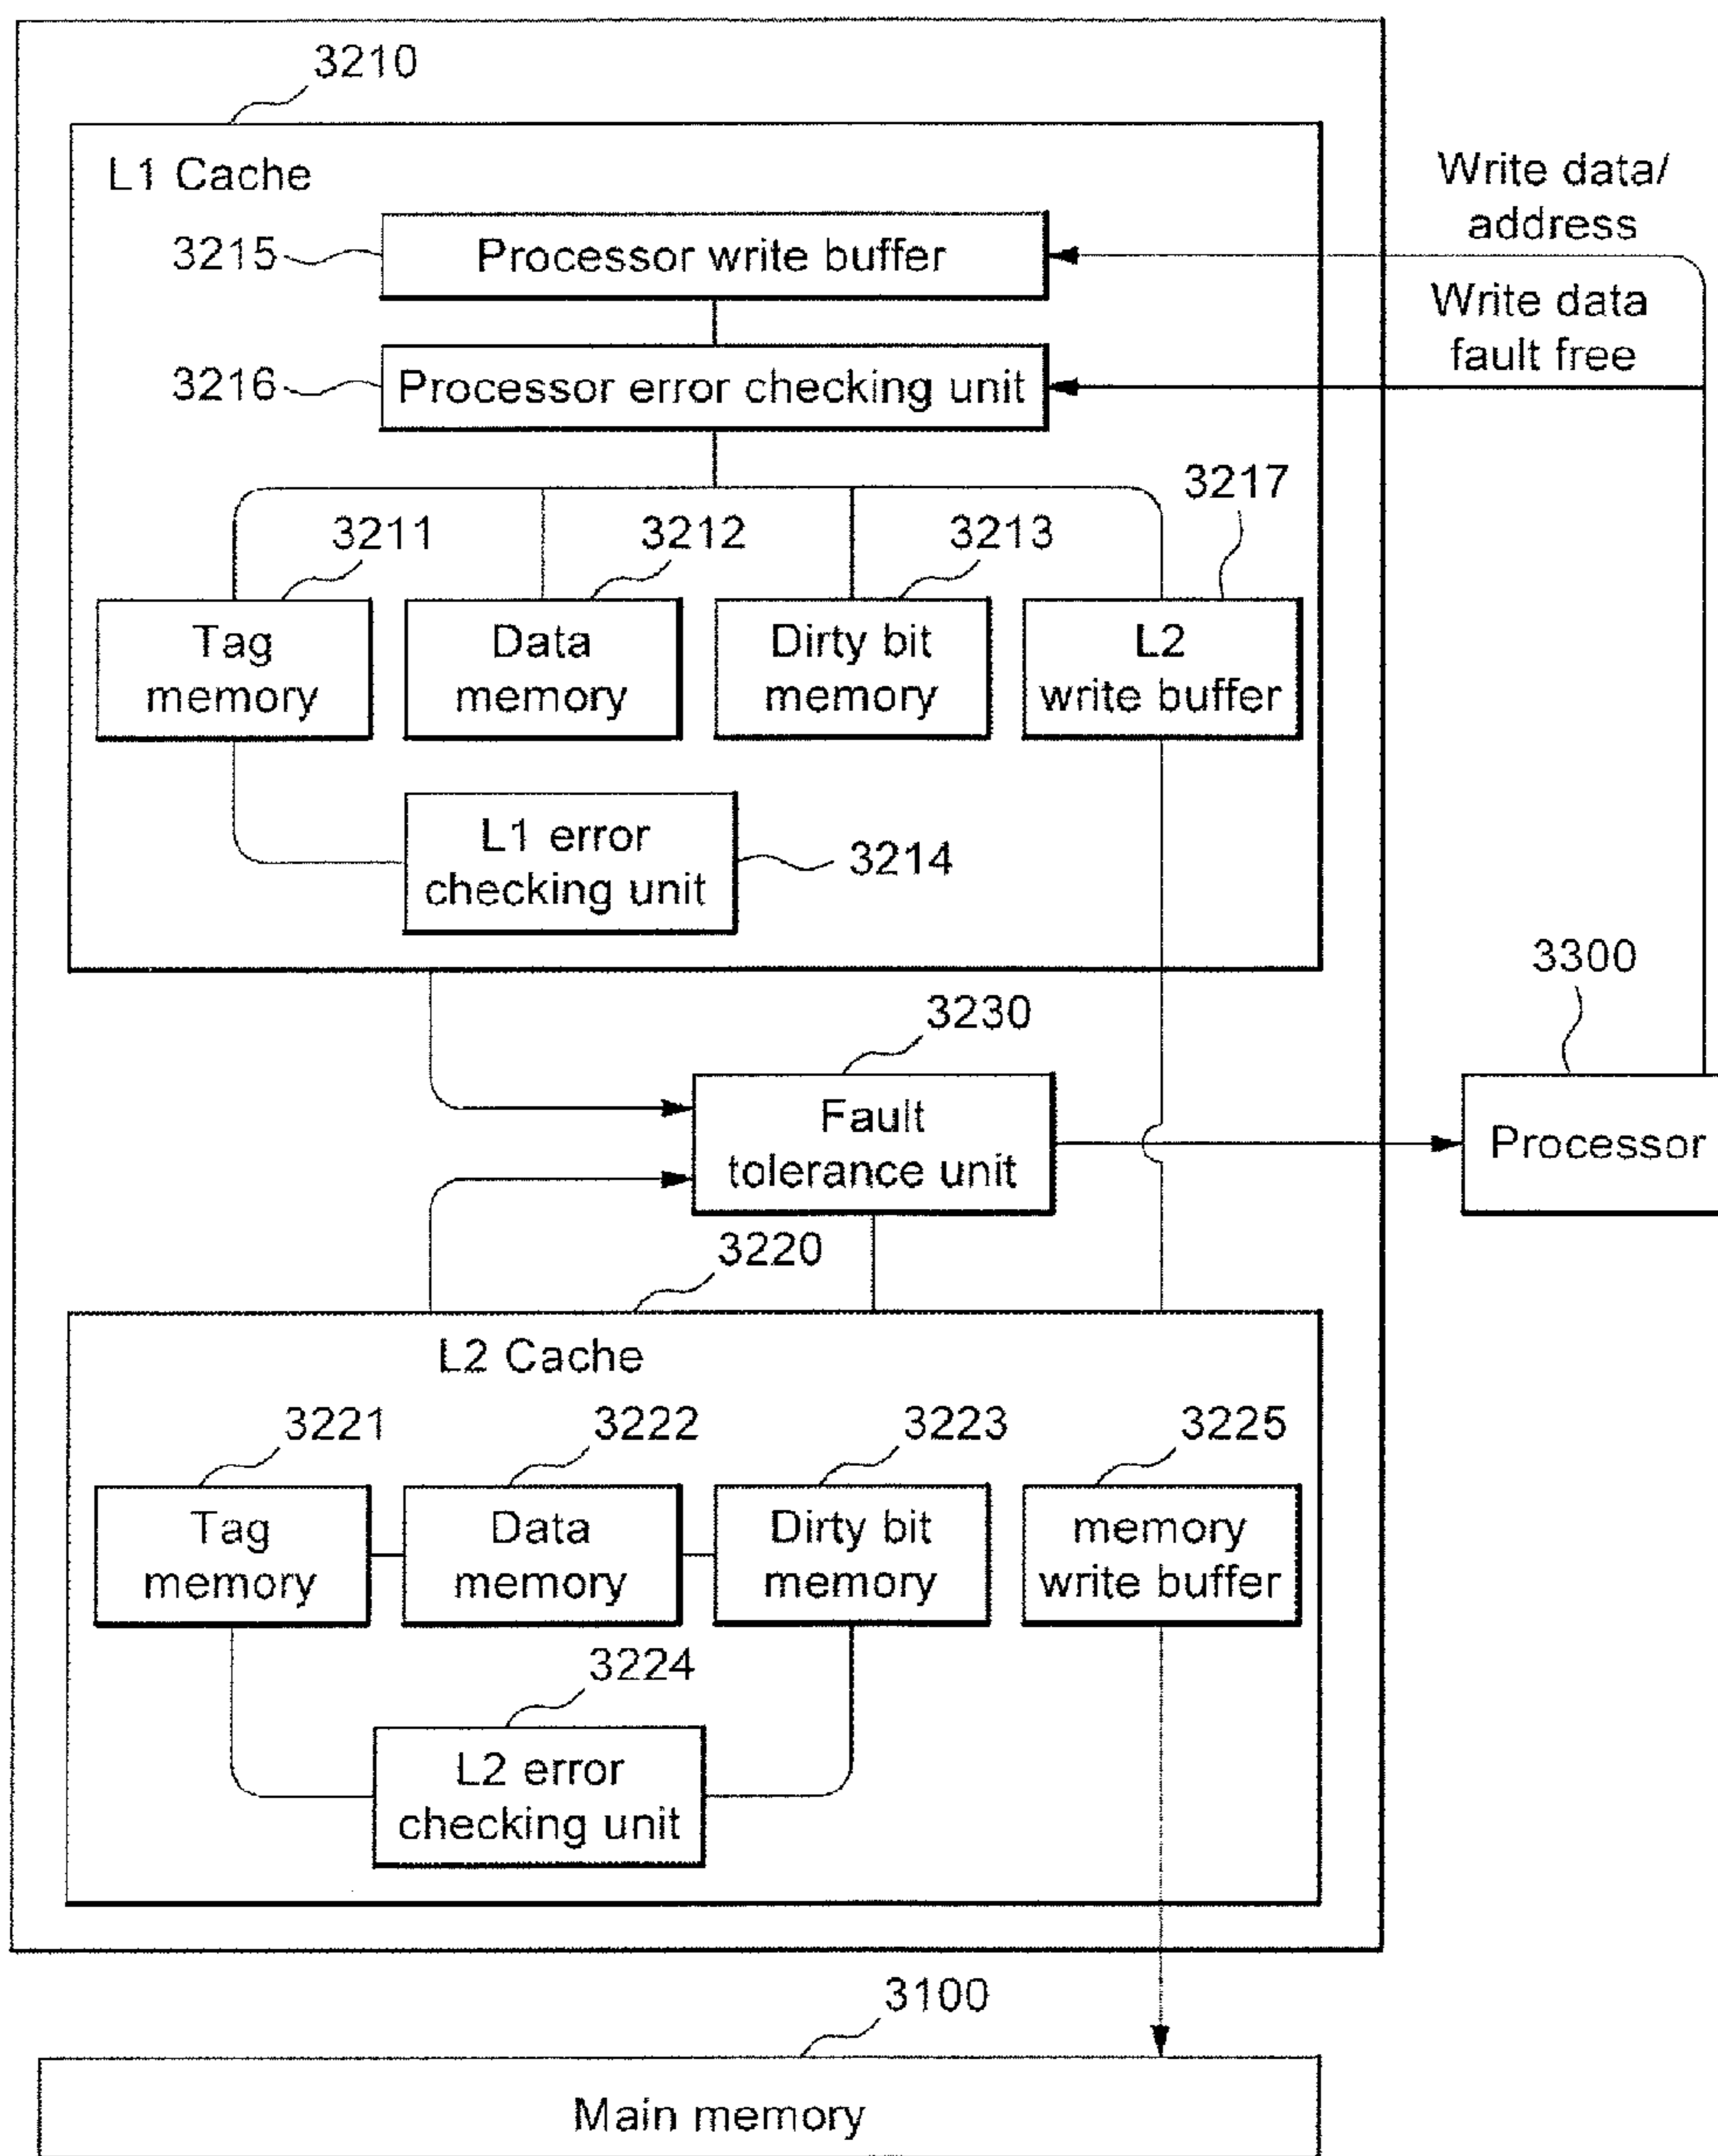 3210
L1 Cache
Write data/
address
3215
Processor write buffer
Write data
fault free
3216
Processor error checking unit
3217
3211
3212
3213
Tag
memory
Data
memory
Dirty bit
memory
L2
write buffer
L1 error
checking unit
3214
3300
3230
Fault
tolerance unit
Processor
3220
L2 Cache
3221
3222
3223
3225
Tag
memory
Data
memory
Dirty bit
memory
memory
write buffer
3224
L2 error
checking unit
3100
Main memory